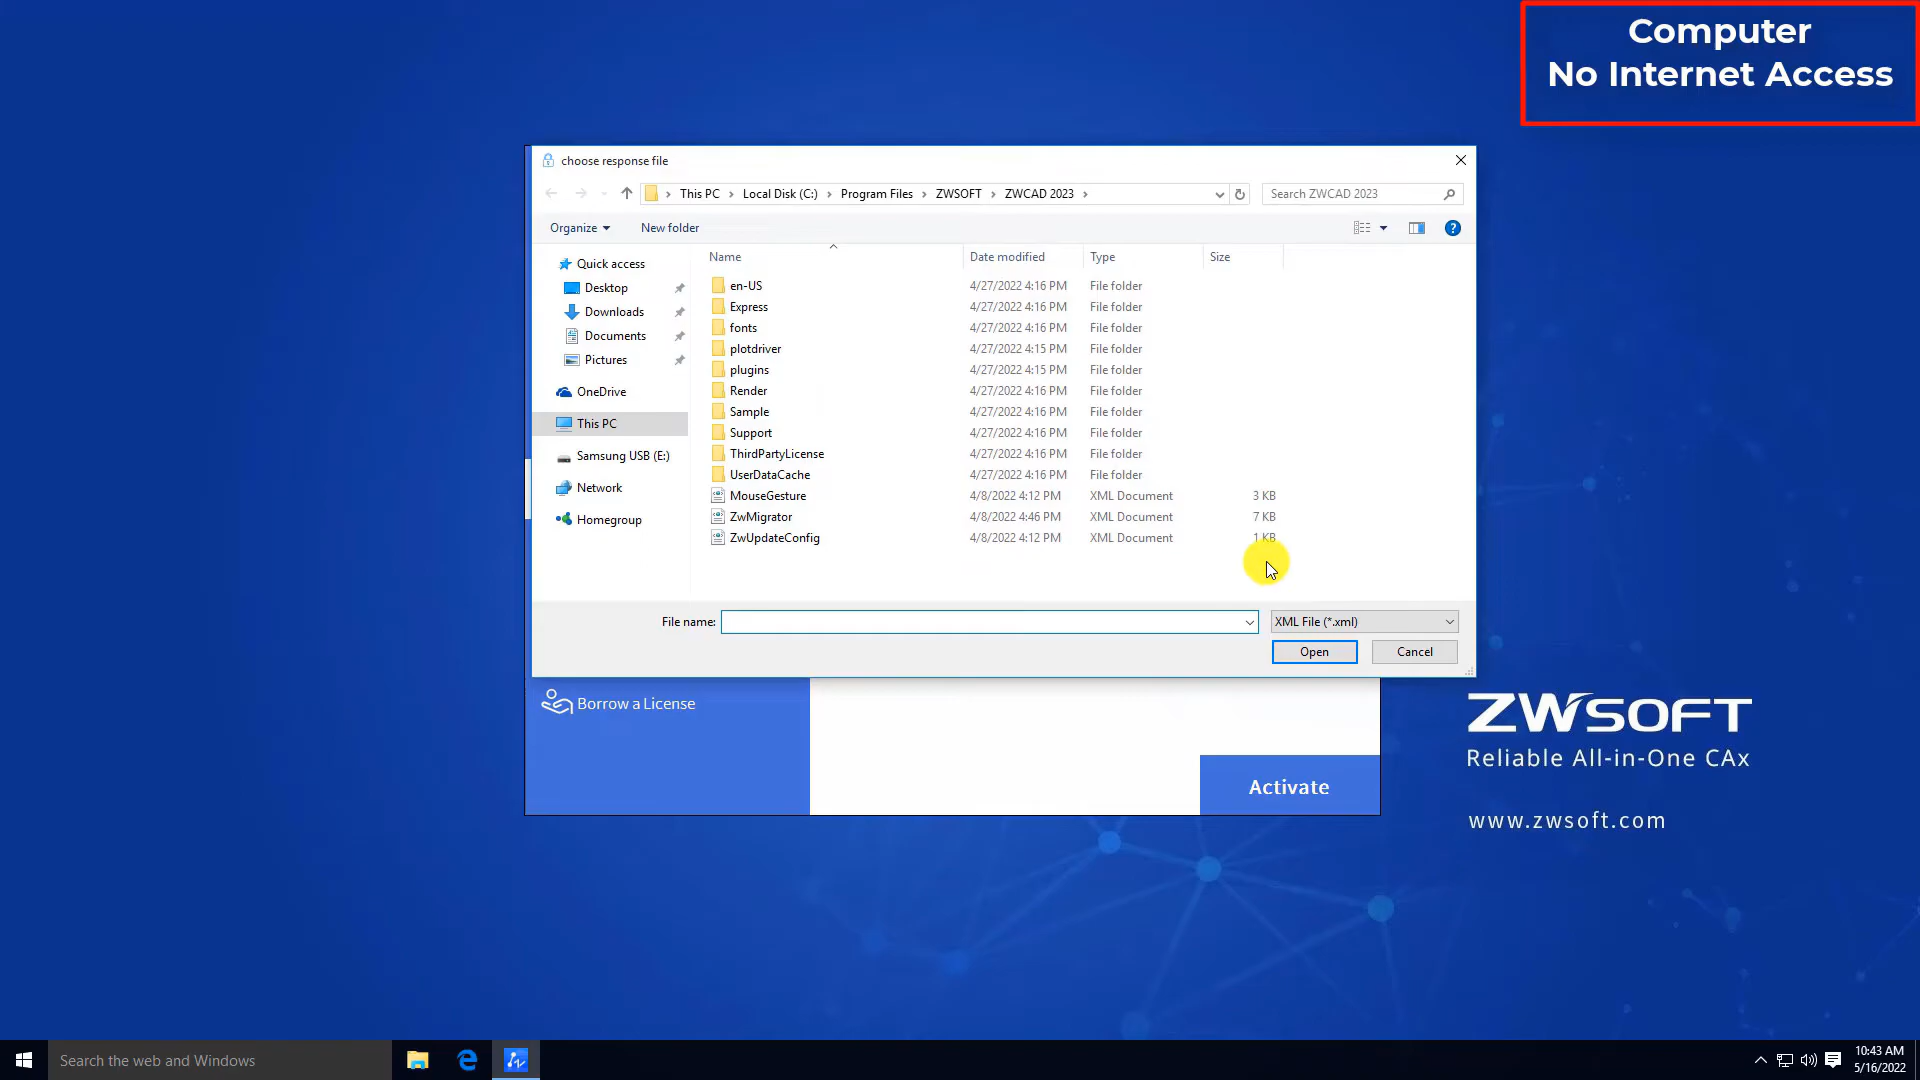 Computer
No Internet Access
choose response file
This PC Local Disk (C:) Program Files ZWSOFT ZWCAD 2023
Search ZWCAD 2023
Organize New folder
Name Date modified Type Size
Quick access
Desktop
Downloads
Documents
Pictures
OneDrive
This PC
Samsung USB (E:)
Network
Homegroup
en-US 4/27/2022 4:16 PM File folder
Express 4/27/2022 4:16 PM File folder
fonts 4/27/2022 4:16 PM File folder
plotdriver 4/27/2022 4:15 PM File folder
plugins 4/27/2022 4:15 PM File folder
Render 4/27/2022 4:16 PM File folder
Sample 4/27/2022 4:16 PM File folder
Support 4/27/2022 4:16 PM File folder
ThirdPartyLicense 4/27/2022 4:16 PM File folder
UserDataCache 4/27/2022 4:16 PM File folder
MouseGesture 4/8/2022 4:12 PM XML Document 3 KB
ZwMigrator 4/8/2022 4:46 PM XML Document 7 KB
ZwUpdateConfig 4/8/2022 4:12 PM XML Document 1 KB
File name: XML File (*.xml)
Open Cancel
Borrow a License
Activate
ZWSOFT
Reliable All-in-One CAx
www.zwsoft.com
Search the web and Windows
10:43 AM
5/16/2022